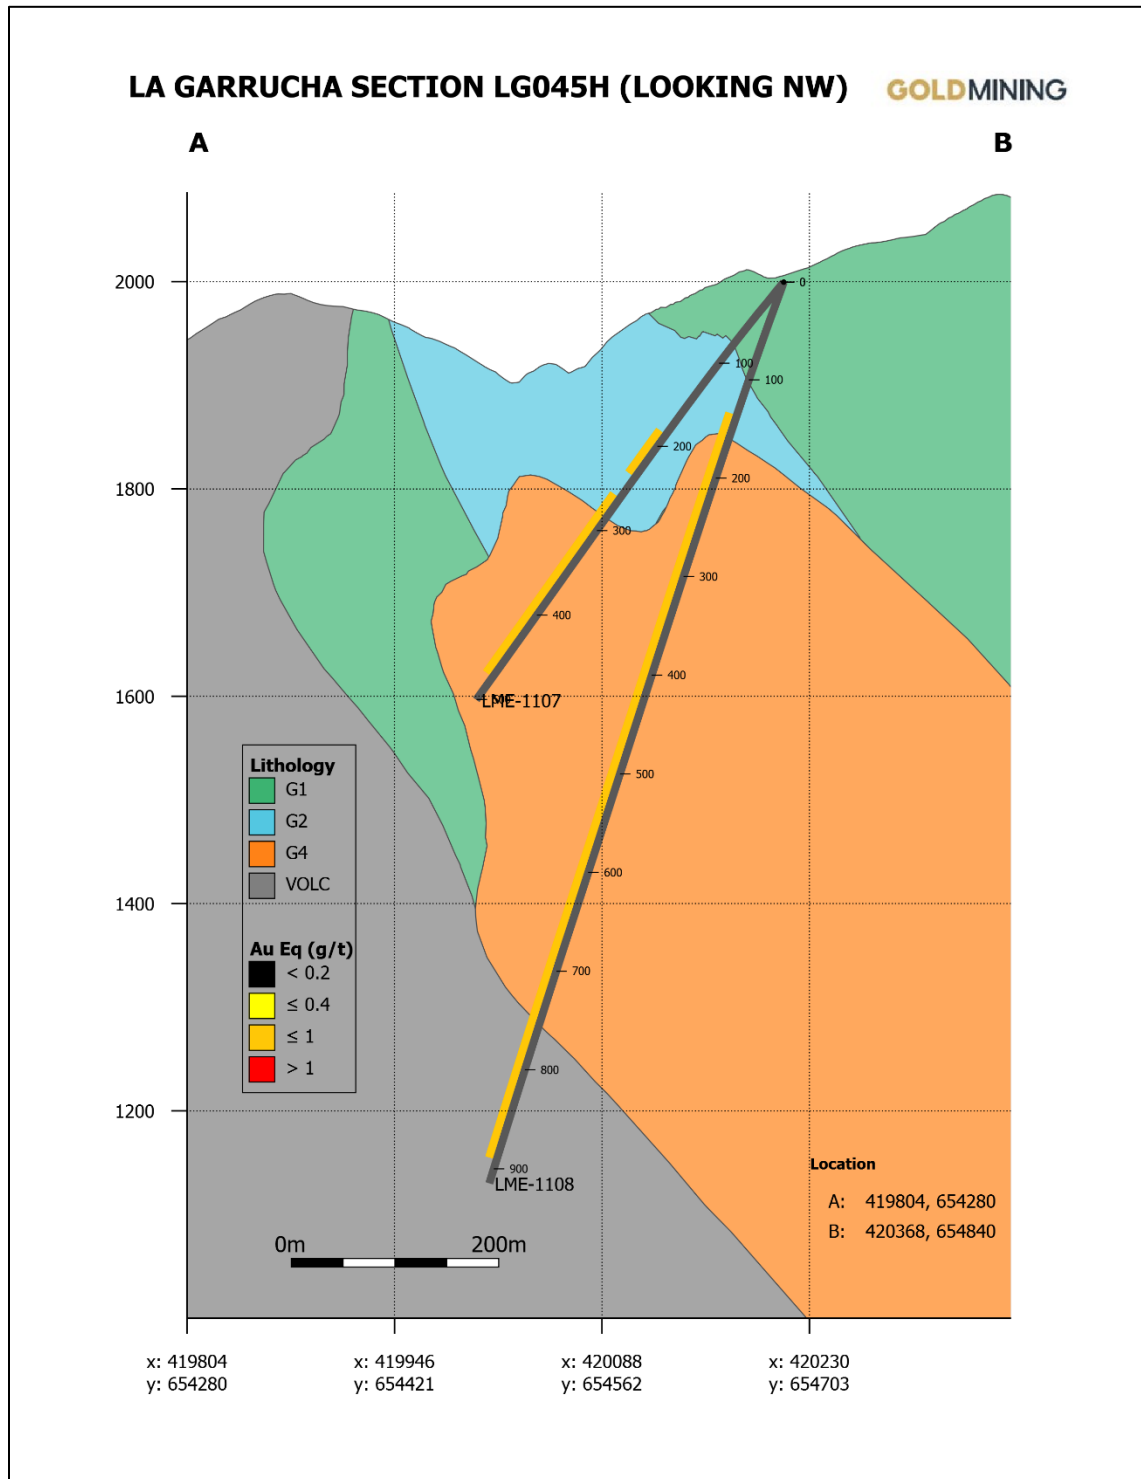 LA GARRUCHA SECTION LG045H (LOOKING NW)
GOLDMINING
A
B
2000
1800
1600
1400
1200
0
100
200
300
400
LME-1107
100
200
300
400
500
600
700
800
900
LME-1108
Lithology
G1
G2
G4
VOLC
Au Eq (g/t)
< 0.2
≤ 0.4
≤ 1
> 1
Location
A: 419804, 654280
B: 420368, 654840
0m 200m
x: 419804
y: 654280
x: 419946
y: 654421
x: 420088
y: 654562
x: 420230
y: 654703